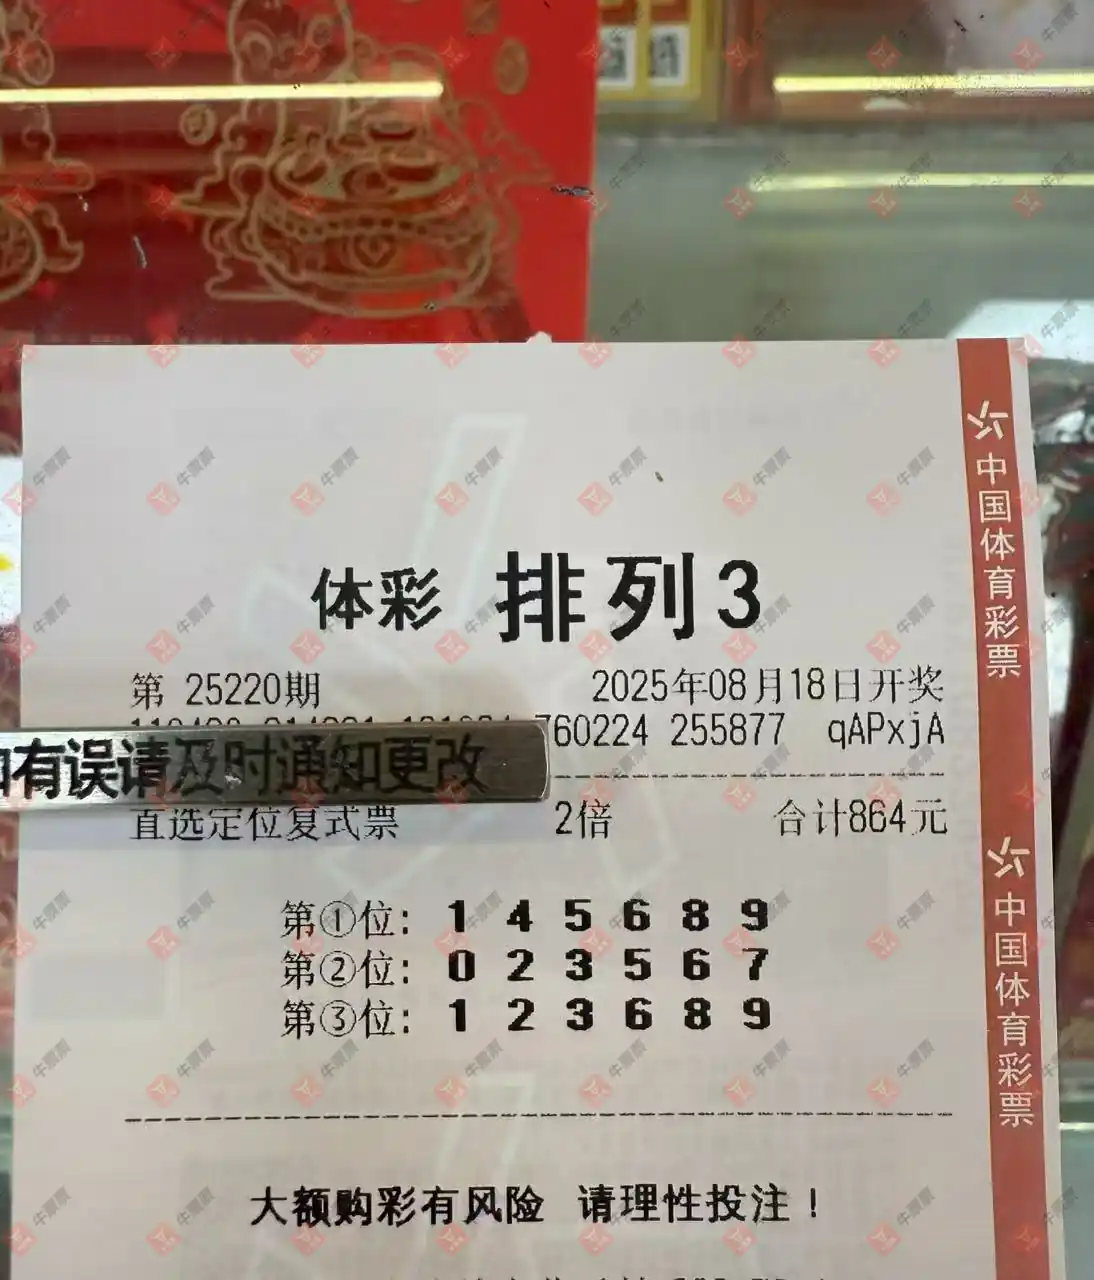 体彩 排列3
第 25220期 2025年08月18日开奖
760224 255877 qAPxjA
有误请及时通知更改
直选定位复式票 2倍 合计864元
第①位: 1 4 5 6 8 9
第②位: 0 2 3 5 6 7
第③位: 1 2 3 6 8 9
大额购彩有风险 请理性投注！
中国体育彩票
中国体育彩票
牛票票